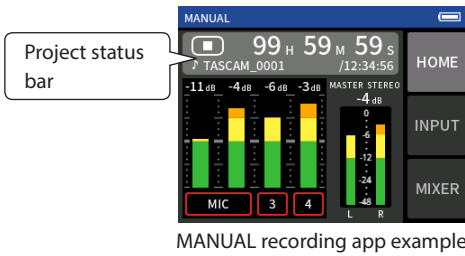 MANUAL
Project status
bar
99 H 59 M 59 s
♪ TASCAM_0001 /12:34:56
HOME
-11 dB -4 dB -6 dB -3 dB MASTER STEREO
-4 dB
0
-6
-12
-24
-48
L R
INPUT
MIXER
MIC 3 4
MANUAL recording app example